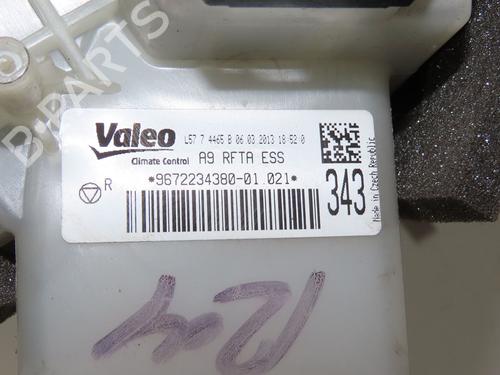 B-PARTS
Valeo L57 7 4465 B 06 03 2013 18:52:0
Climate Control A9 RFTA ESS
R *9672234380-01 021*
343
Made in Czech Republic